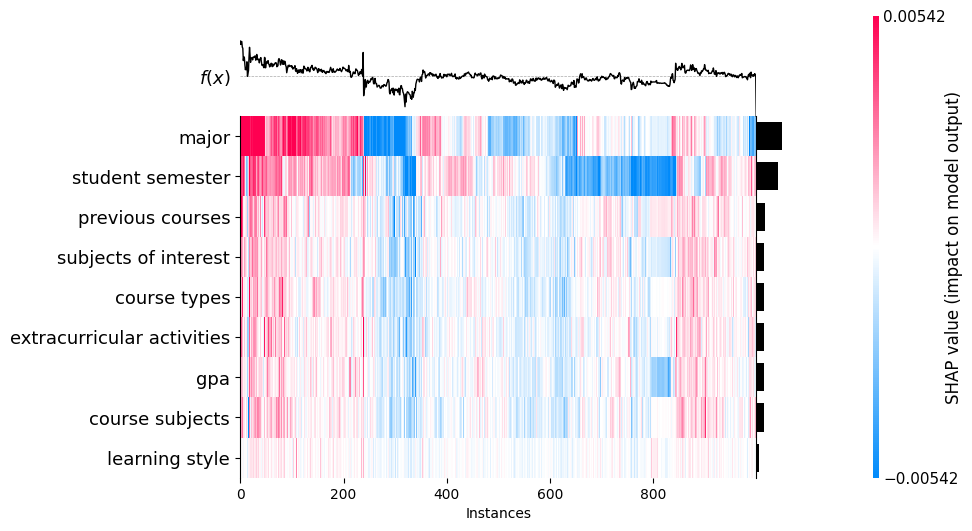 0.00542
f(x)
major
student semester
previous courses
subjects of interest
course types
extracurricular activities
gpa
course subjects
learning style
0 200 400 600 800
Instances
SHAP value (impact on model output)
−0.00542